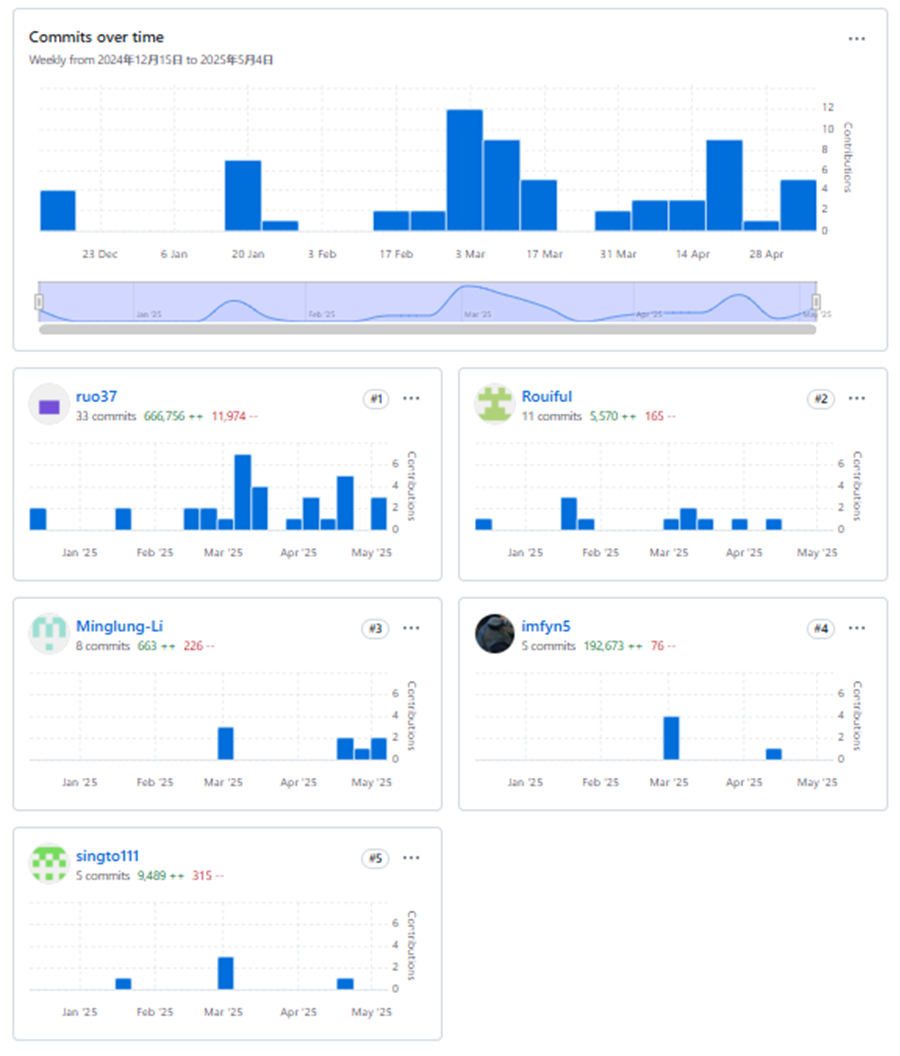 Commits over time
Weekly from 2024年12月15日 to 2025年5月4日
12
10
8
6
4
2
0
Contributions
23 Dec 6 Jan 20 Jan 3 Feb 17 Feb 3 Mar 17 Mar 31 Mar 14 Apr 28 Apr
Jan '25 Feb '25 Mar '25 Apr '25 May '25
ruo37 #1
33 commits 666,756 ++ 11,974 --
6
4
2
0
Contributions
Jan '25 Feb '25 Mar '25 Apr '25 May '25
Rouiful #2
11 commits 5,570 ++ 165 --
6
4
2
0
Contributions
Jan '25 Feb '25 Mar '25 Apr '25 May '25
Minglung-Li #3
8 commits 663 ++ 226 --
6
4
2
0
Contributions
Jan '25 Feb '25 Mar '25 Apr '25 May '25
imfyn5 #4
5 commits 192,673 ++ 76 --
6
4
2
0
Contributions
Jan '25 Feb '25 Mar '25 Apr '25 May '25
singto111 #5
5 commits 9,489 ++ 315 --
6
4
2
0
Contributions
Jan '25 Feb '25 Mar '25 Apr '25 May '25